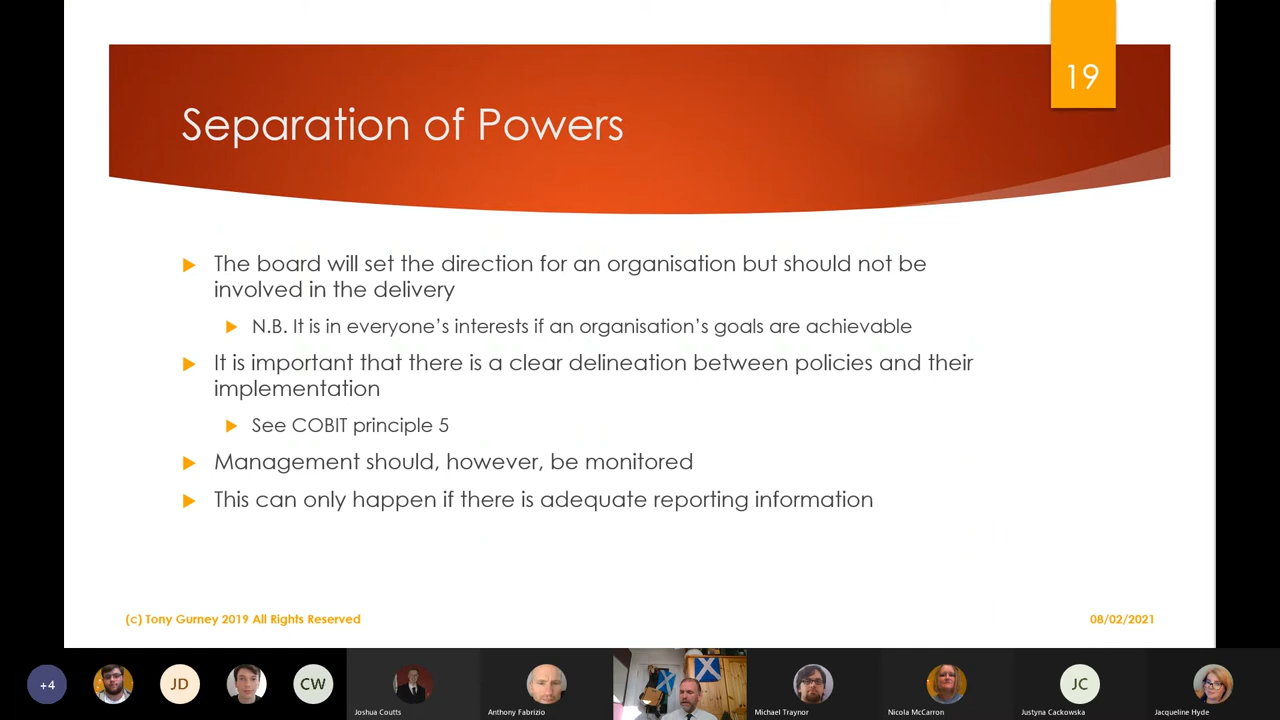 19
Separation of Powers
The board will set the direction for an organisation but should not be
involved in the delivery
N.B. It is in everyone's interests if an organisation's goals are achievable
It is important that there is a clear delineation between policies and their
implementation
See COBIT principle 5
Management should, however, be monitored
This can only happen if there is adequate reporting information
(c) Tony Gurney 2019 All Rights Reserved
08/02/2021
+4
JD
CW
JC
Joshua Coutts
Anthony Fabrizio
Michael Traynor
Nicola McCarron
Justyna Cackowska
Jacqueline Hyde